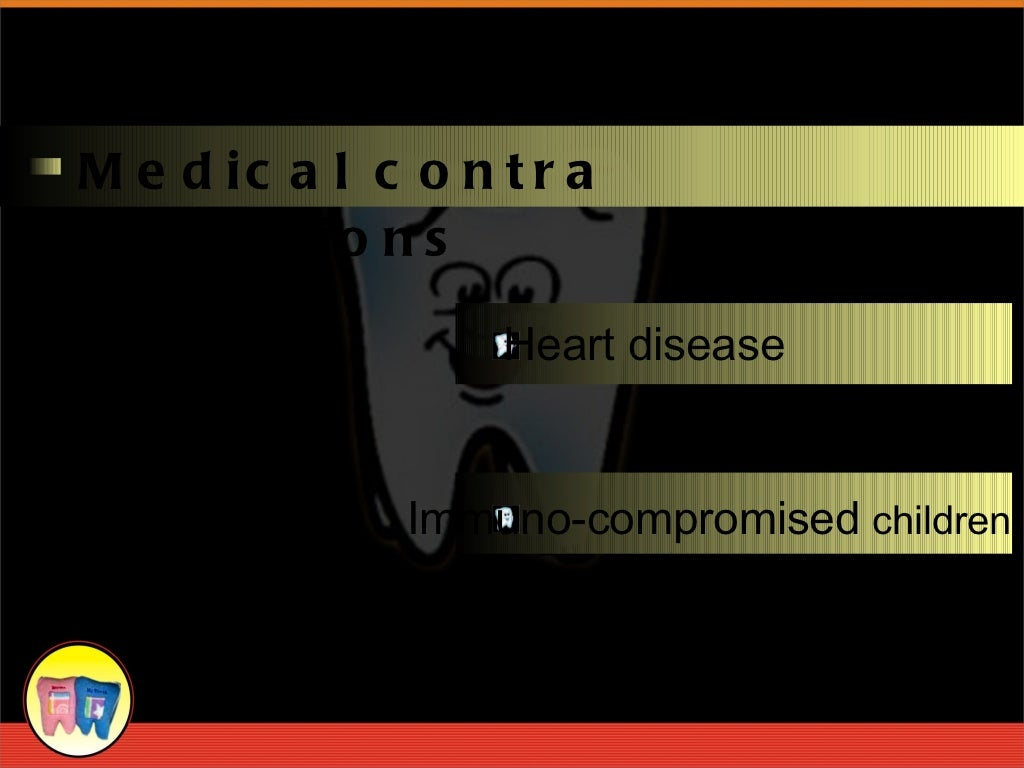 Medical contra
ons
Heart disease
Immuno-compromised children